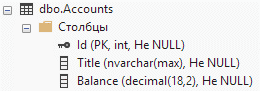 dbo.Accounts
Столбцы
Id (PK, int, Не NULL)
Title (nvarchar(max), Не NULL)
Balance (decimal(18,2), Не NULL)